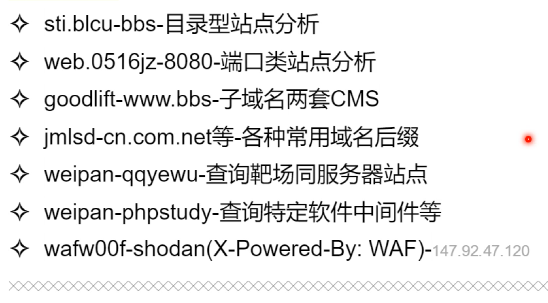 sti.blcu-bbs-目录型站点分析
web.0516jz-8080-端口类站点分析
goodlift-www.bbs-子域名两套CMS
jmlsd-cn.com.net等-各种常用域名后缀
weipan-qqyewu-查询靶场同服务器站点
weipan-phpstudy-查询特定软件中间件等
wafw00f-shodan(X-Powered-By: WAF)-147.92.47.120